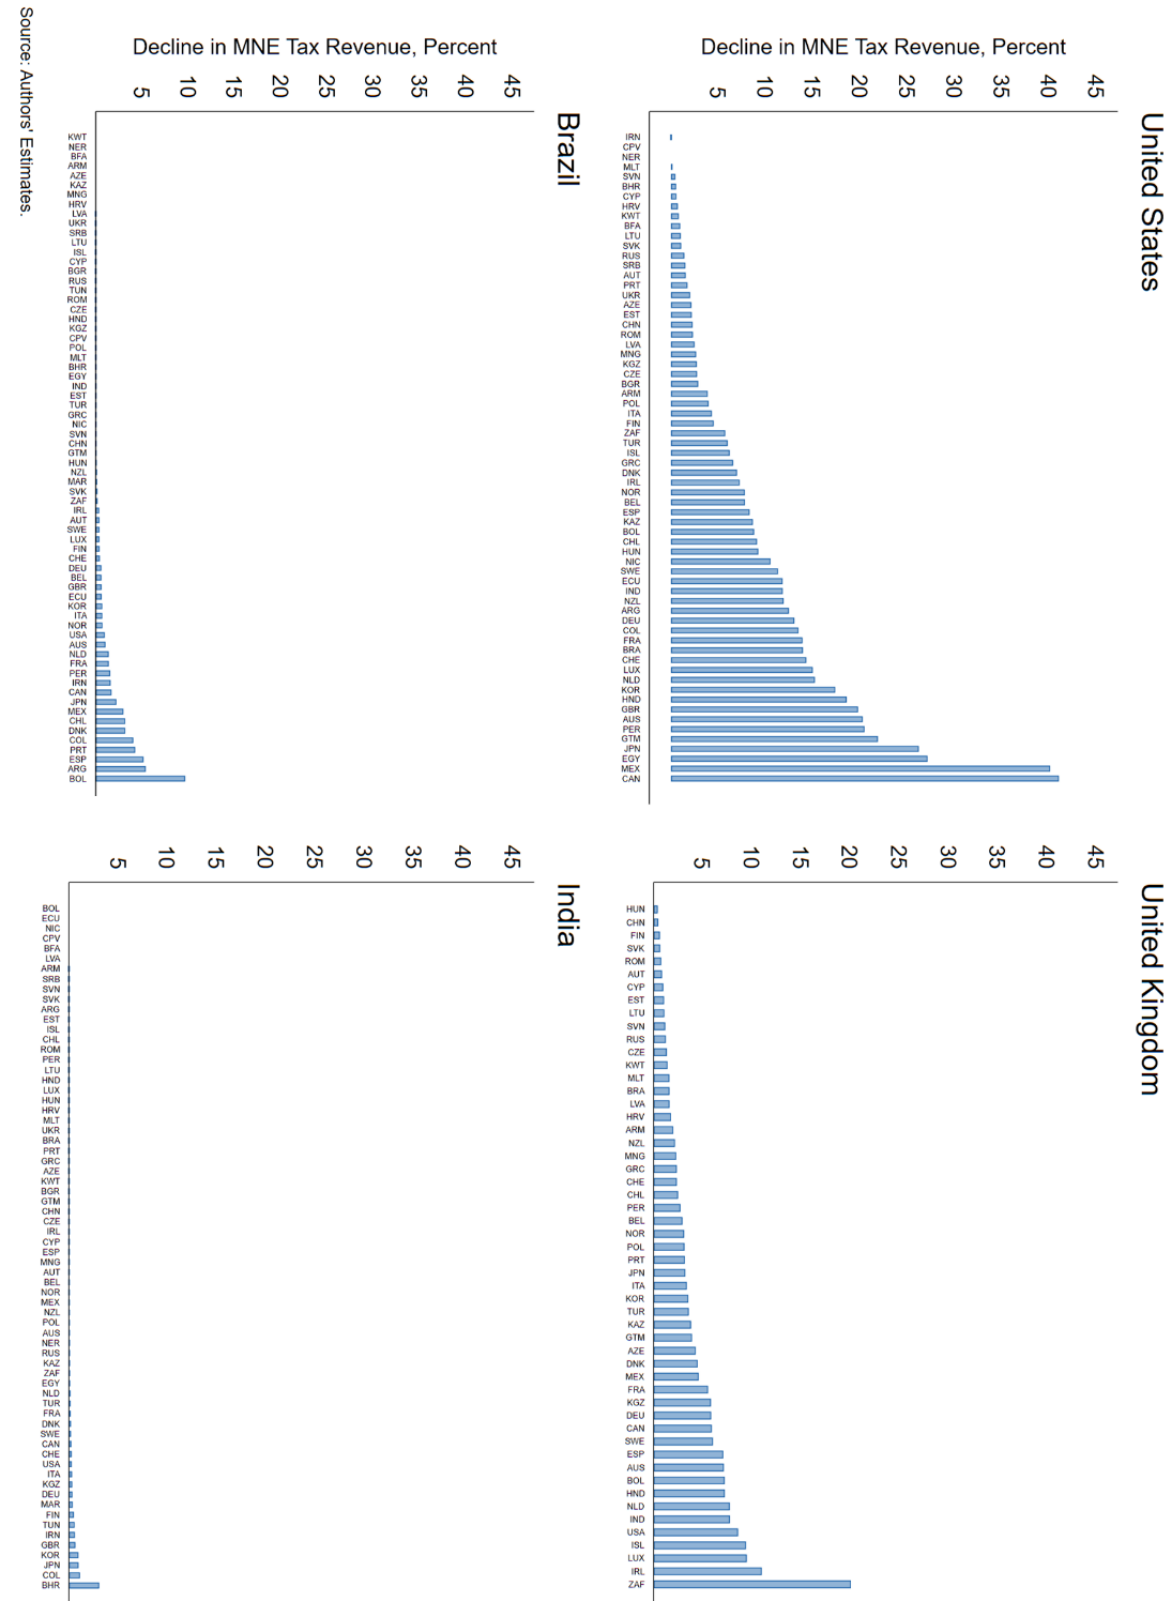 United States
Decline in MNE Tax Revenue, Percent
5 10 15 20 25 30 35 40 45
IRN
CPV
NER
MLT
SVN
BHR
CYP
HRV
KWT
BFA
LTU
SVK
RUS
SRB
AUT
PRT
UKR
AZE
EST
CHN
ROM
LVA
MNG
KGZ
CZE
BGR
ARM
POL
ITA
FIN
ZAF
TUR
ISL
GRC
DNK
IRL
NOR
BEL
ESP
KAZ
BOL
CHL
HUN
NIC
SWE
ECU
IND
NZL
ARG
DEU
COL
FRA
BRA
CHE
LUX
NLD
KOR
HND
GBR
AUS
PER
GTM
JPN
EGY
MEX
CAN
United Kingdom
5 10 15 20 25 30 35 40 45
HUN
CHN
FIN
SVK
ROM
AUT
CYP
EST
LTU
SVN
RUS
CZE
KWT
MLT
BRA
LVA
HRV
ARM
NZL
MNG
GRC
CHE
CHL
PER
BEL
NOR
POL
PRT
JPN
ITA
KOR
TUR
KAZ
GTM
AZE
DNK
MEX
FRA
KGZ
DEU
CAN
SWE
ESP
AUS
BOL
HND
NLD
IND
USA
ISL
LUX
IRL
ZAF
Brazil
Decline in MNE Tax Revenue, Percent
5 10 15 20 25 30 35 40 45
KWT
NER
BFA
ARM
AZE
KAZ
MNG
HRV
LVA
UKR
SRB
LTU
ISL
CYP
BGR
RUS
TUN
ROM
CZE
HND
KGZ
CPV
POL
MLT
BHR
EGY
IND
EST
TUR
GRC
NIC
SVN
CHN
GTM
HUN
NZL
MAR
SVK
ZAF
IRL
AUT
SWE
LUX
FIN
CHE
DEU
BEL
GBR
ECU
KOR
ITA
NOR
USA
AUS
NLD
FRA
PER
IRN
CAN
JPN
MEX
CHL
DNK
COL
PRT
ESP
ARG
BOL
India
5 10 15 20 25 30 35 40 45
BOL
ECU
NIC
CPV
BFA
LVA
ARM
SRB
SVN
SVK
ARG
EST
ISL
CHL
ROM
PER
LTU
HND
LUX
HUN
HRV
MLT
UKR
BRA
PRT
GRC
AZE
KWT
BGR
GTM
CHN
CZE
IRL
CYP
ESP
MNG
AUT
BEL
NOR
MEX
NZL
POL
AUS
NER
RUS
KAZ
ZAF
EGY
NLD
TUR
FRA
DNK
SWE
CAN
CHE
USA
ITA
KGZ
DEU
MAR
FIN
TUN
IRN
GBR
KOR
JPN
COL
BHR
Source: Authors' Estimates.